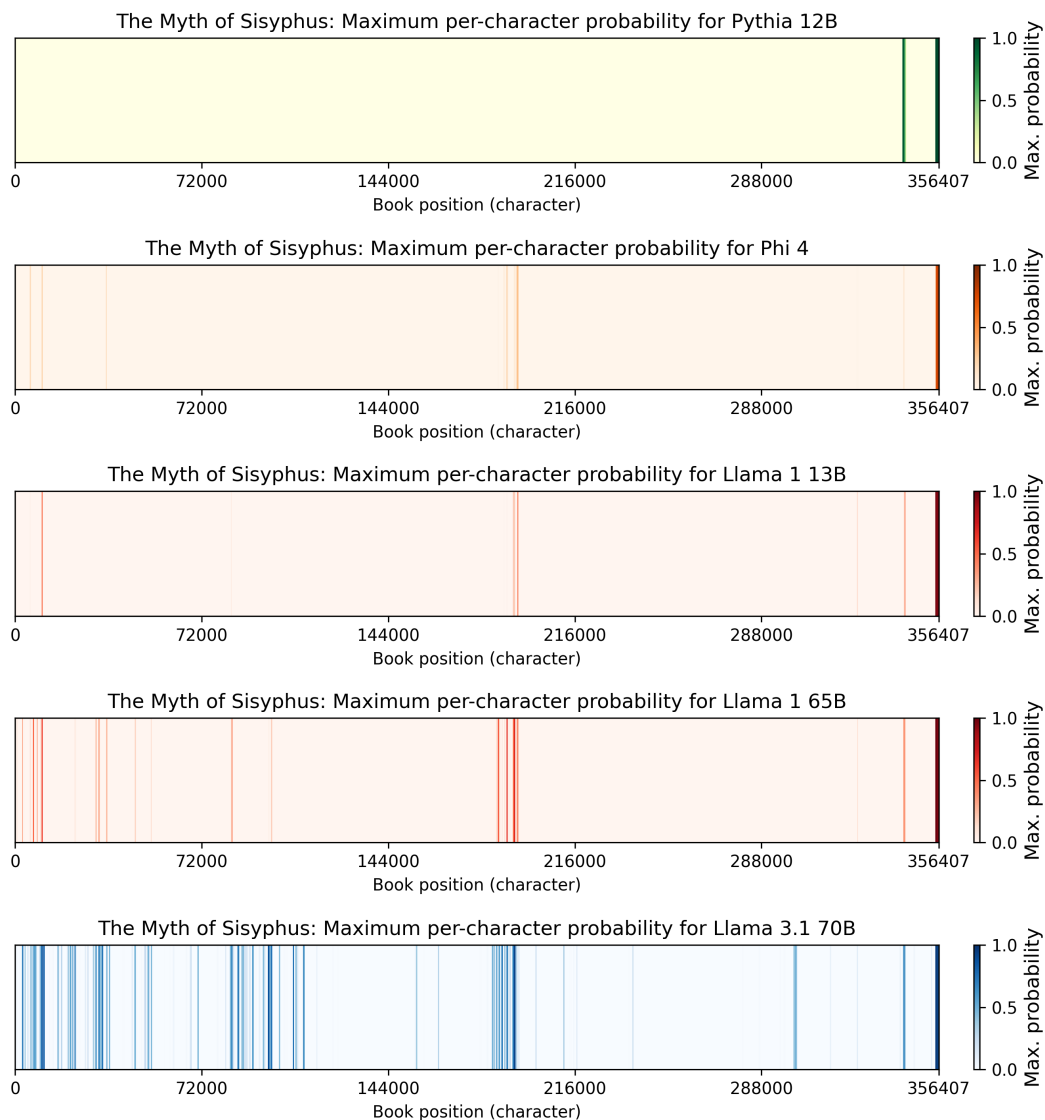 The Myth of Sisyphus: Maximum per-character probability for Pythia 12B
1.0
0.5
0.0
Max. probability
0 72000 144000 216000 288000 356407
Book position (character)
The Myth of Sisyphus: Maximum per-character probability for Phi 4
1.0
0.5
0.0
Max. probability
0 72000 144000 216000 288000 356407
Book position (character)
The Myth of Sisyphus: Maximum per-character probability for Llama 1 13B
1.0
0.5
0.0
Max. probability
0 72000 144000 216000 288000 356407
Book position (character)
The Myth of Sisyphus: Maximum per-character probability for Llama 1 65B
1.0
0.5
0.0
Max. probability
0 72000 144000 216000 288000 356407
Book position (character)
The Myth of Sisyphus: Maximum per-character probability for Llama 3.1 70B
1.0
0.5
0.0
Max. probability
0 72000 144000 216000 288000 356407
Book position (character)